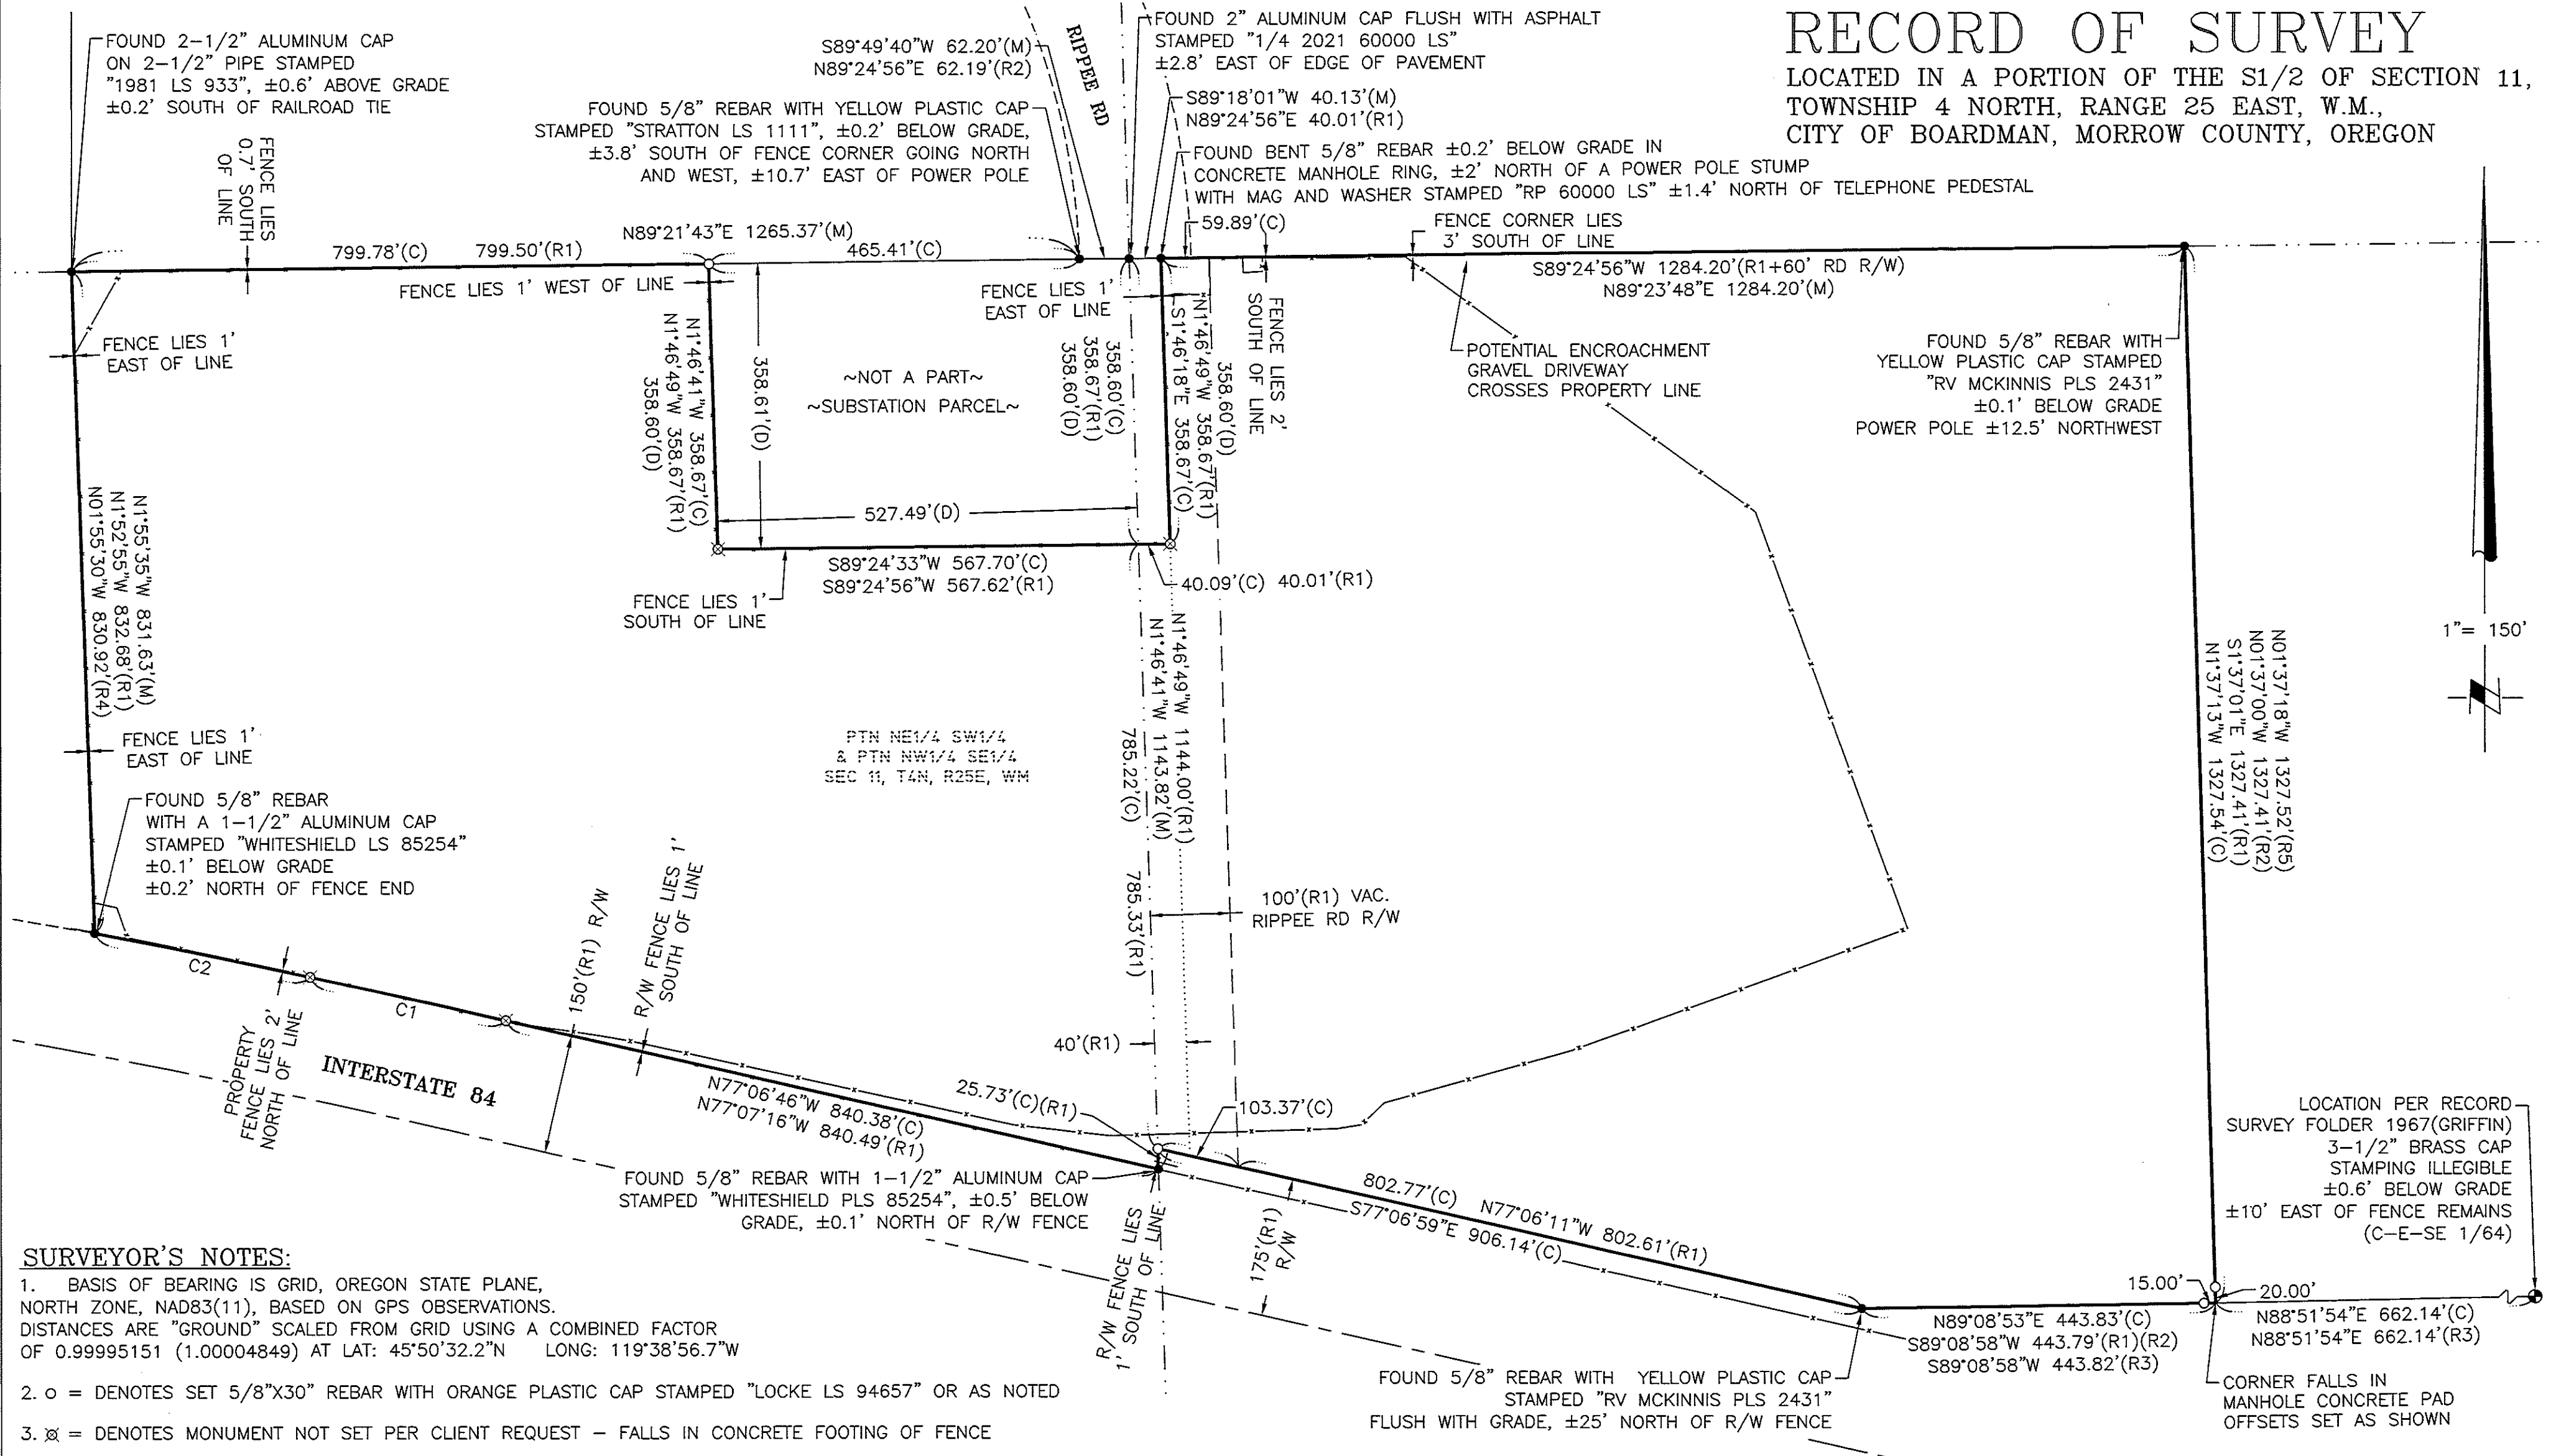 RECORD OF SURVEY
LOCATED IN A PORTION OF THE S1/2 OF SECTION 11,
TOWNSHIP 4 NORTH, RANGE 25 EAST, W.M.,
CITY OF BOARDMAN, MORROW COUNTY, OREGON
FOUND 2-1/2" ALUMINUM CAP
ON 2-1/2" PIPE STAMPED
"1981 LS 933", ±0.6' ABOVE GRADE
±0.2' SOUTH OF RAILROAD TIE
FENCE LIES
0.7' SOUTH
OF LINE
S89°49'40"W 62.20'(M)
N89°24'56"E 62.19'(R2)
RIPPEE RD
FOUND 5/8" REBAR WITH YELLOW PLASTIC CAP
STAMPED "STRATTON LS 1111", ±0.2' BELOW GRADE,
±3.8' SOUTH OF FENCE CORNER GOING NORTH
AND WEST, ±10.7' EAST OF POWER POLE
FOUND 2" ALUMINUM CAP FLUSH WITH ASPHALT
STAMPED "1/4 2021 60000 LS"
±2.8' EAST OF EDGE OF PAVEMENT
S89°18'01"W 40.13'(M)
N89°24'56"E 40.01'(R1)
FOUND BENT 5/8" REBAR ±0.2' BELOW GRADE IN
CONCRETE MANHOLE RING, ±2' NORTH OF A POWER POLE STUMP
WITH MAG AND WASHER STAMPED "RP 60000 LS" ±1.4' NORTH OF TELEPHONE PEDESTAL
59.89'(C)
FENCE CORNER LIES
3' SOUTH OF LINE
N89°21'43"E 1265.37'(M)
799.78'(C) 799.50'(R1)
465.41'(C)
S89°24'56"W 1284.20'(R1+60' RD R/W)
N89°23'48"E 1284.20'(M)
FENCE LIES 1' WEST OF LINE
FENCE LIES 1'
EAST OF LINE
FENCE LIES 1'
EAST OF LINE
FENCE LIES 2'
SOUTH OF LINE
N1°46'41"W 358.67'(C)
N1°46'49"W 358.67'(R1)
358.60'(D)
358.61'(D)
~NOT A PART~
~SUBSTATION PARCEL~
358.60'(C)
358.67'(R1)
358.60'(D)
358.60'(D)
N1°46'49"W 358.67'(R1)
S1°46'18"E 358.67'(C)
POTENTIAL ENCROACHMENT
GRAVEL DRIVEWAY
CROSSES PROPERTY LINE
FOUND 5/8" REBAR WITH
YELLOW PLASTIC CAP STAMPED
"RV MCKINNIS PLS 2431"
±0.1' BELOW GRADE
POWER POLE ±12.5' NORTHWEST
527.49'(D)
S89°24'33"W 567.70'(C)
S89°24'56"W 567.62'(R1)
40.09'(C) 40.01'(R1)
FENCE LIES 1'
SOUTH OF LINE
N1°55'35"W 831.63'(M)
N1°52'55"W 832.68'(R1)
N01°55'30"W 830.92'(R4)
N1°46'49"W 1144.00'(R1)
N1°46'41"W 1143.82'(M)
785.22'(C)
785.33'(R1)
N01°37'18"W 1327.52'(R5)
N01°37'00"W 1327.41'(R2)
S1°37'01"E 1327.41'(R1)
N1°37'13"W 1327.54'(C)
1"= 150'
FENCE LIES 1'
EAST OF LINE
PTN NE1/4 SW1/4
& PTN NW1/4 SE1/4
SEC 11, T4N, R25E, WM
FOUND 5/8" REBAR
WITH A 1-1/2" ALUMINUM CAP
STAMPED "WHITESHIELD LS 85254"
±0.1' BELOW GRADE
±0.2' NORTH OF FENCE END
100'(R1) VAC.
RIPPEE RD R/W
C2
C1
150'(R1) R/W
R/W FENCE LIES 1'
SOUTH OF LINE
PROPERTY
FENCE LIES 2'
NORTH OF LINE
INTERSTATE 84
40'(R1)
25.73'(C)(R1)
103.37'(C)
N77°06'46"W 840.38'(C)
N77°07'16"W 840.49'(R1)
FOUND 5/8" REBAR WITH 1-1/2" ALUMINUM CAP
STAMPED "WHITESHIELD PLS 85254", ±0.5' BELOW
GRADE, ±0.1' NORTH OF R/W FENCE
R/W FENCE LIES
1' SOUTH OF LINE
175'(R1)
R/W
802.77'(C) N77°06'11"W 802.61'(R1)
S77°06'59"E 906.14'(C)
LOCATION PER RECORD
SURVEY FOLDER 1967(GRIFFIN)
3-1/2" BRASS CAP
STAMPING ILLEGIBLE
±0.6' BELOW GRADE
±10' EAST OF FENCE REMAINS
(C-E-SE 1/64)
15.00'
20.00'
N89°08'53"E 443.83'(C)
S89°08'58"W 443.79'(R1)(R2)
S89°08'58"W 443.82'(R3)
N88°51'54"E 662.14'(C)
N88°51'54"E 662.14'(R3)
FOUND 5/8" REBAR WITH YELLOW PLASTIC CAP
STAMPED "RV MCKINNIS PLS 2431"
FLUSH WITH GRADE, ±25' NORTH OF R/W FENCE
CORNER FALLS IN
MANHOLE CONCRETE PAD
OFFSETS SET AS SHOWN
SURVEYOR'S NOTES:
1. BASIS OF BEARING IS GRID, OREGON STATE PLANE,
NORTH ZONE, NAD83(11), BASED ON GPS OBSERVATIONS.
DISTANCES ARE "GROUND" SCALED FROM GRID USING A COMBINED FACTOR
OF 0.99995151 (1.00004849) AT LAT: 45°50'32.2"N LONG: 119°38'56.7"W
2. O = DENOTES SET 5/8"X30" REBAR WITH ORANGE PLASTIC CAP STAMPED "LOCKE LS 94657" OR AS NOTED
3. ⊗ = DENOTES MONUMENT NOT SET PER CLIENT REQUEST - FALLS IN CONCRETE FOOTING OF FENCE